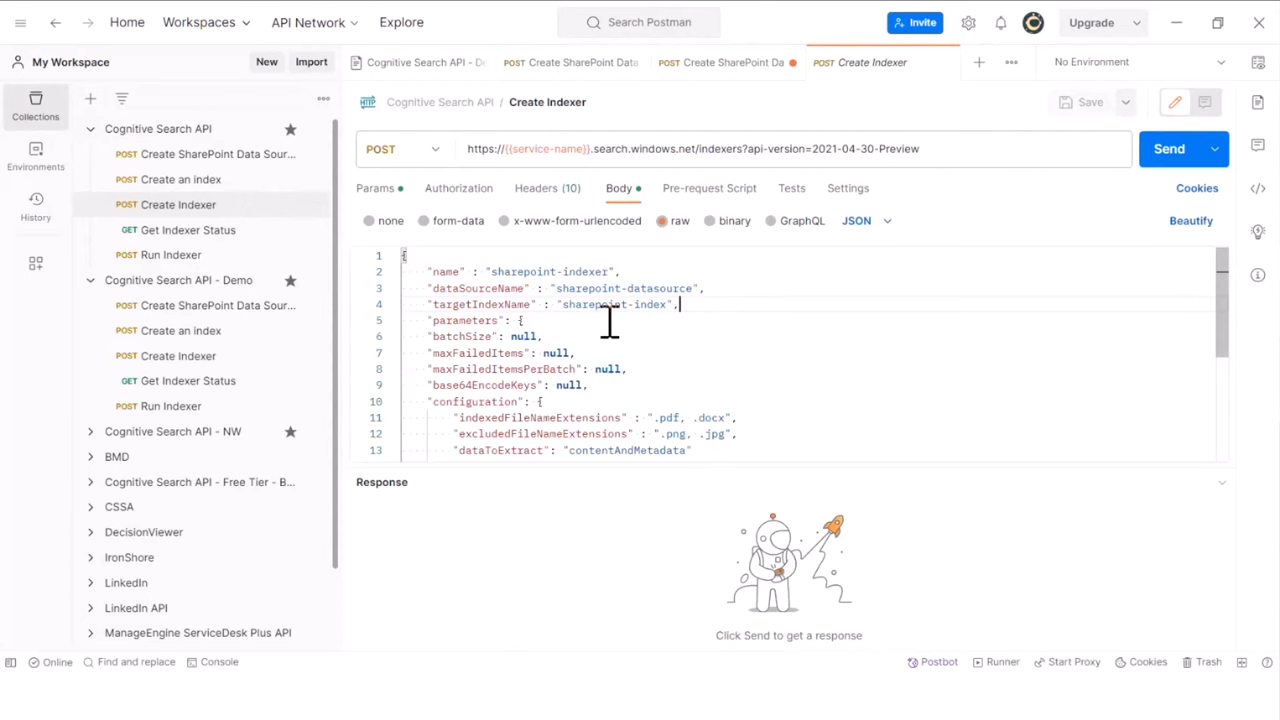 Home Workspaces API Network Explore Search Postman Invite Upgrade
My Workspace New Import Cognitive Search API - De POST Create SharePoint Data POST Create SharePoint Da POST Create Indexer No Environment
Collections
Environments
History
Cognitive Search API
POST Create SharePoint Data Sour...
POST Create an index
POST Create Indexer
GET Get Indexer Status
POST Run Indexer
Cognitive Search API - Demo
POST Create SharePoint Data Sour...
POST Create an index
POST Create Indexer
GET Get Indexer Status
POST Run Indexer
Cognitive Search API - NW
BMD
Cognitive Search API - Free Tier - B...
CSSA
DecisionViewer
IronShore
LinkedIn
LinkedIn API
ManageEngine ServiceDesk Plus API
HTTP Cognitive Search API / Create Indexer Save
POST https://{{service-name}}.search.windows.net/indexers?api-version=2021-04-30-Preview Send
Params Authorization Headers (10) Body Pre-request Script Tests Settings Cookies
none form-data x-www-form-urlencoded raw binary GraphQL JSON Beautify
1 {
2 "name" : "sharepoint-indexer",
3 "dataSourceName" : "sharepoint-datasource",
4 "targetIndexName" : "sharepoint-index",
5 "parameters": {
6 "batchSize": null,
7 "maxFailedItems": null,
8 "maxFailedItemsPerBatch": null,
9 "base64EncodeKeys": null,
10 "configuration": {
11 "indexedFileNameExtensions" : ".pdf, .docx",
12 "excludedFileNameExtensions" : ".png, .jpg",
13 "dataToExtract": "contentAndMetadata"
Response
Click Send to get a response
Online Find and replace Console Postbot Runner Start Proxy Cookies Trash